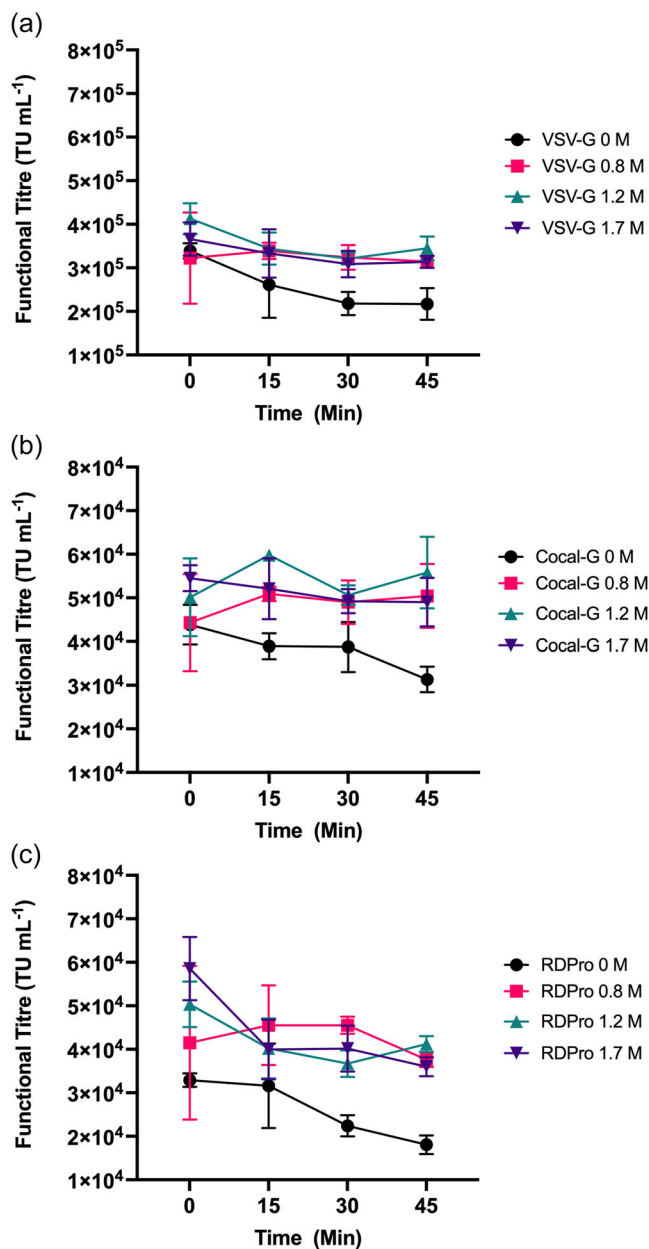 (a)
Functional Titre (TU mL⁻¹)
8×10⁵
7×10⁵
6×10⁵
5×10⁵
4×10⁵
3×10⁵
2×10⁵
1×10⁵
0 15 30 45
Time (Min)
VSV-G 0 M
VSV-G 0.8 M
VSV-G 1.2 M
VSV-G 1.7 M
(b)
Functional Titre (TU mL⁻¹)
8×10⁴
7×10⁴
6×10⁴
5×10⁴
4×10⁴
3×10⁴
2×10⁴
1×10⁴
0 15 30 45
Time (Min)
Cocal-G 0 M
Cocal-G 0.8 M
Cocal-G 1.2 M
Cocal-G 1.7 M
(c)
Functional Titre (TU mL⁻¹)
8×10⁴
7×10⁴
6×10⁴
5×10⁴
4×10⁴
3×10⁴
2×10⁴
1×10⁴
0 15 30 45
Time (Min)
RDPro 0 M
RDPro 0.8 M
RDPro 1.2 M
RDPro 1.7 M